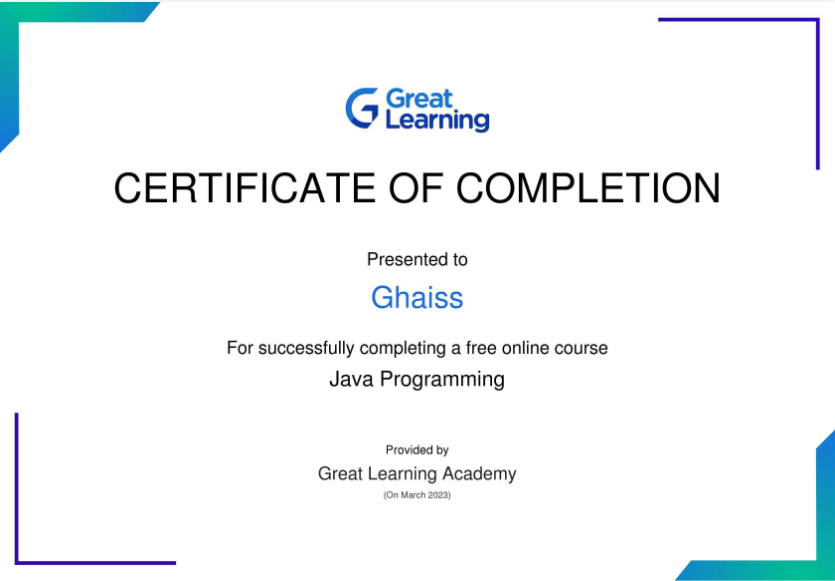 Great
Learning
CERTIFICATE OF COMPLETION
Presented to
Ghaiss
For successfully completing a free online course
Java Programming
Provided by
Great Learning Academy
(On March 2023)